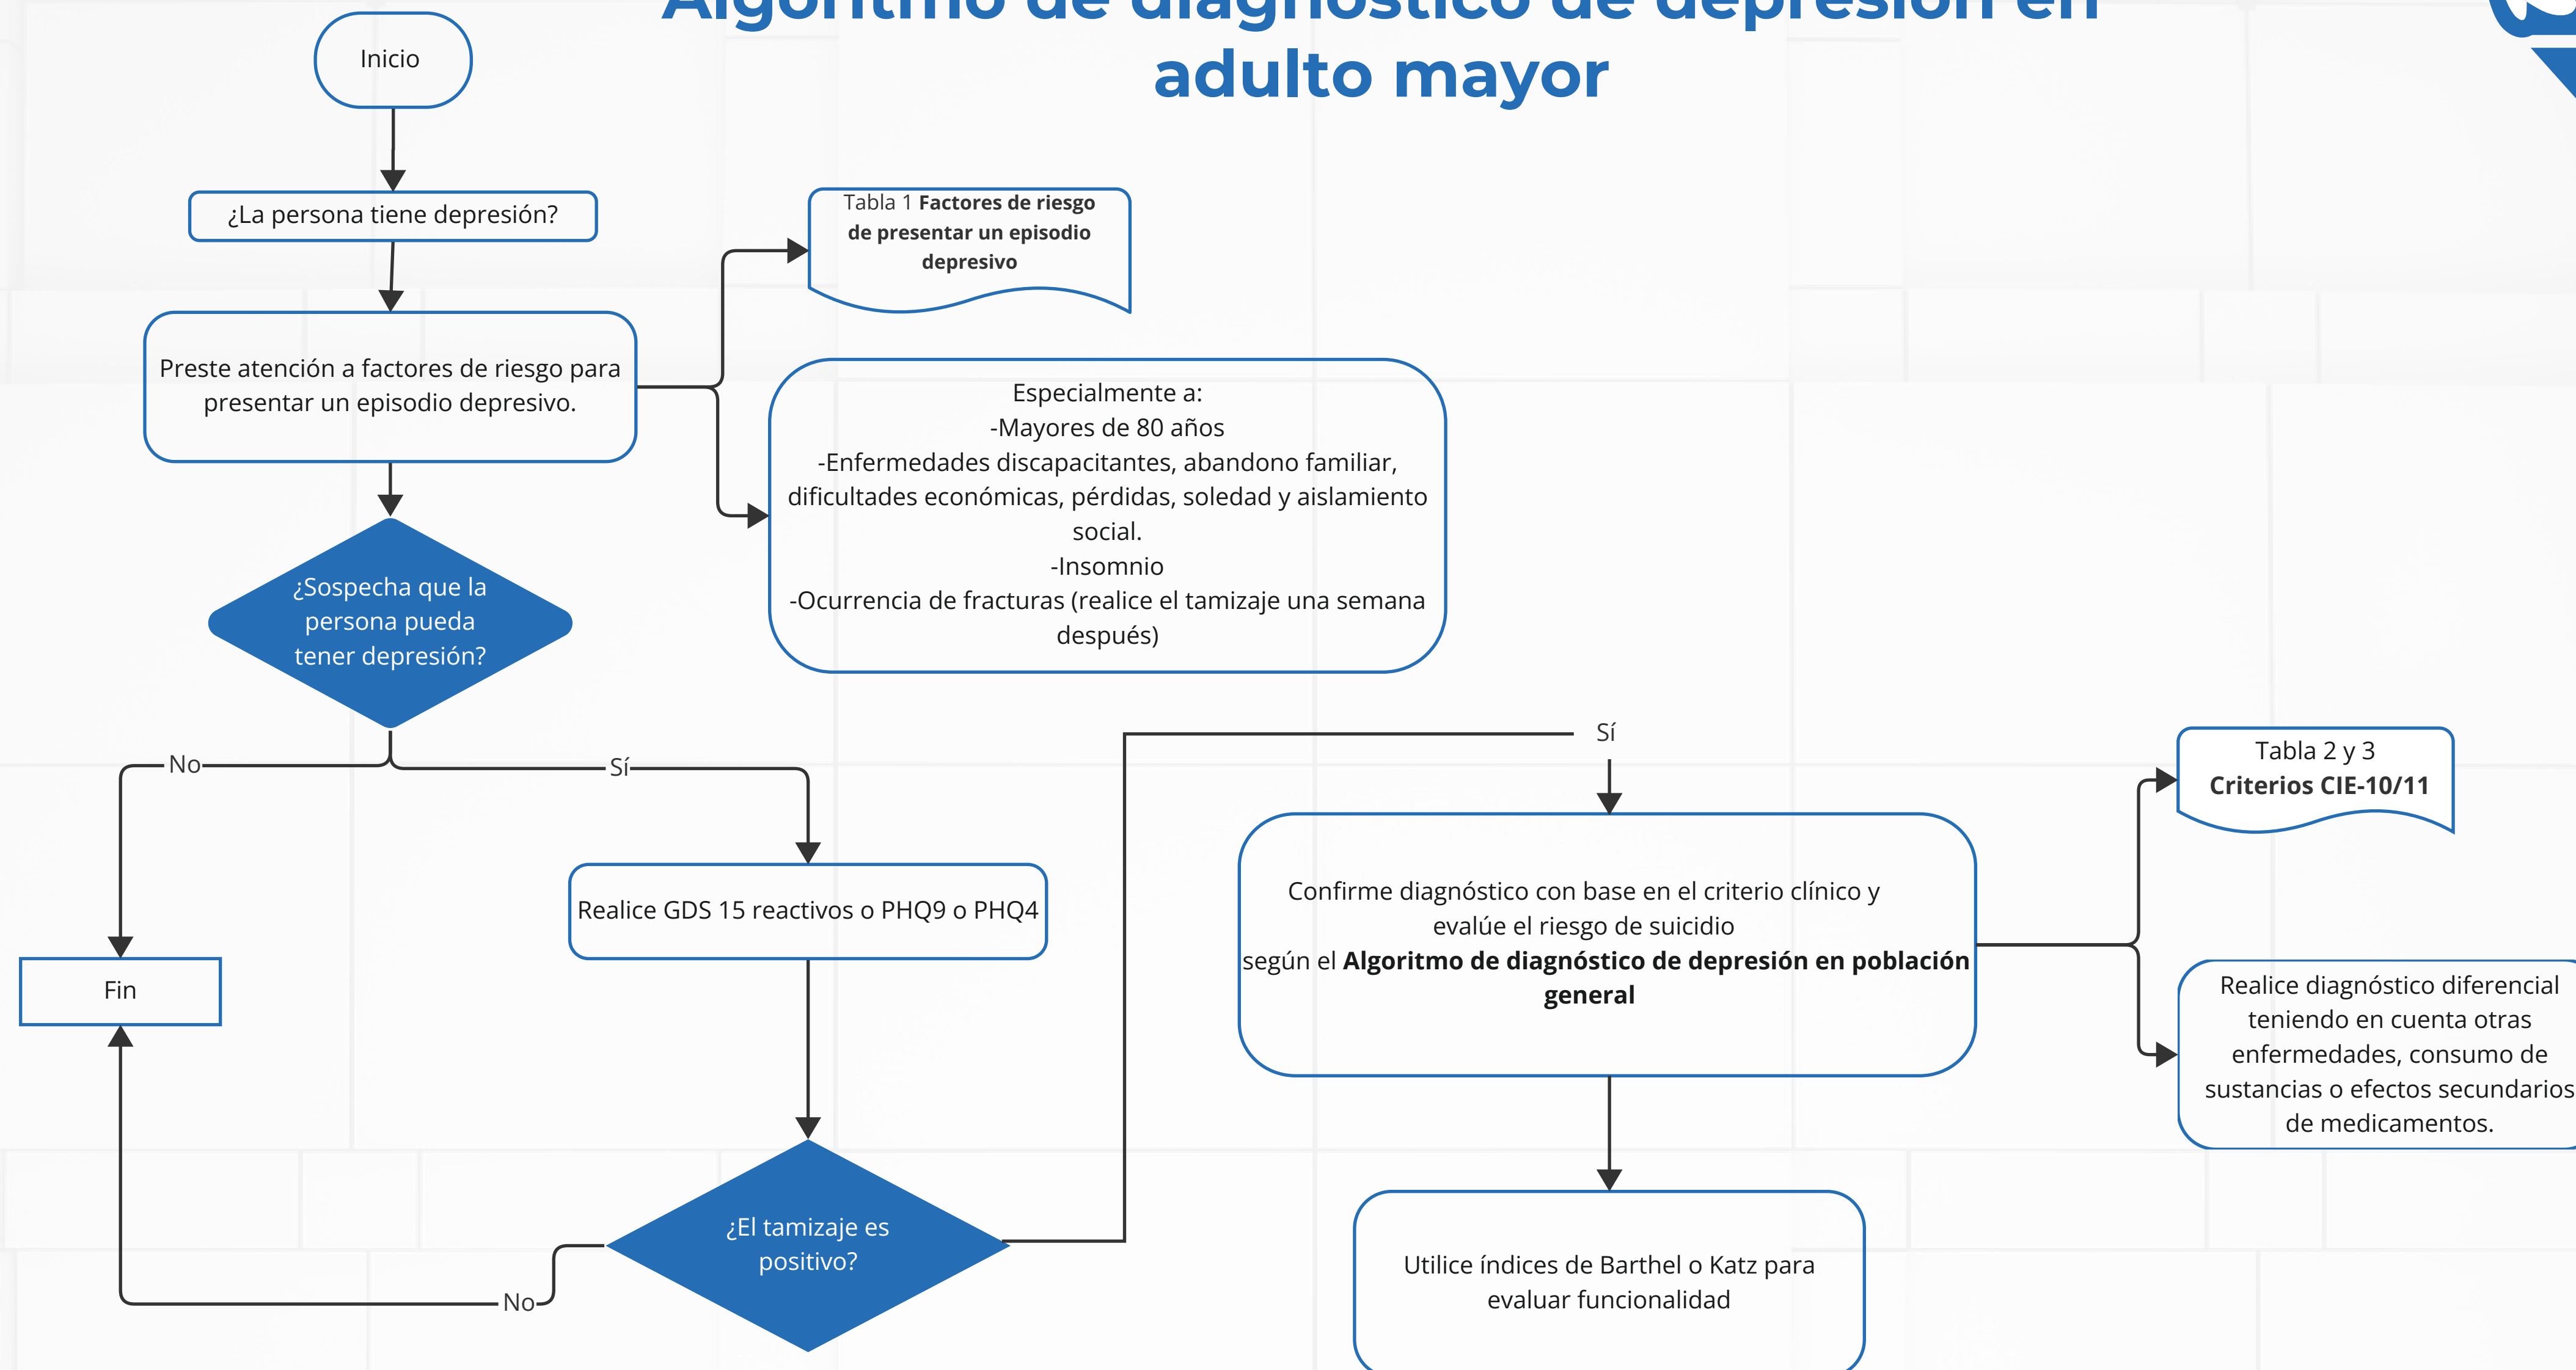 Algoritmo de diagnóstico de depresión en
adulto mayor
Inicio
¿La persona tiene depresión?
Tabla 1 Factores de riesgo
de presentar un episodio
depresivo
Preste atención a factores de riesgo para
presentar un episodio depresivo.
Especialmente a:
-Mayores de 80 años
-Enfermedades discapacitantes, abandono familiar,
dificultades económicas, pérdidas, soledad y aislamiento
social.
-Insomnio
-Ocurrencia de fracturas (realice el tamizaje una semana
después)
¿Sospecha que la
persona pueda
tener depresión?
No
Sí
Realice GDS 15 reactivos o PHQ9 o PHQ4
Fin
¿El tamizaje es
positivo?
No
Sí
Confirme diagnóstico con base en el criterio clínico y
evalúe el riesgo de suicidio
según el Algoritmo de diagnóstico de depresión en población
general
Tabla 2 y 3
Criterios CIE-10/11
Realice diagnóstico diferencial
teniendo en cuenta otras
enfermedades, consumo de
sustancias o efectos secundarios
de medicamentos.
Utilice índices de Barthel o Katz para
evaluar funcionalidad